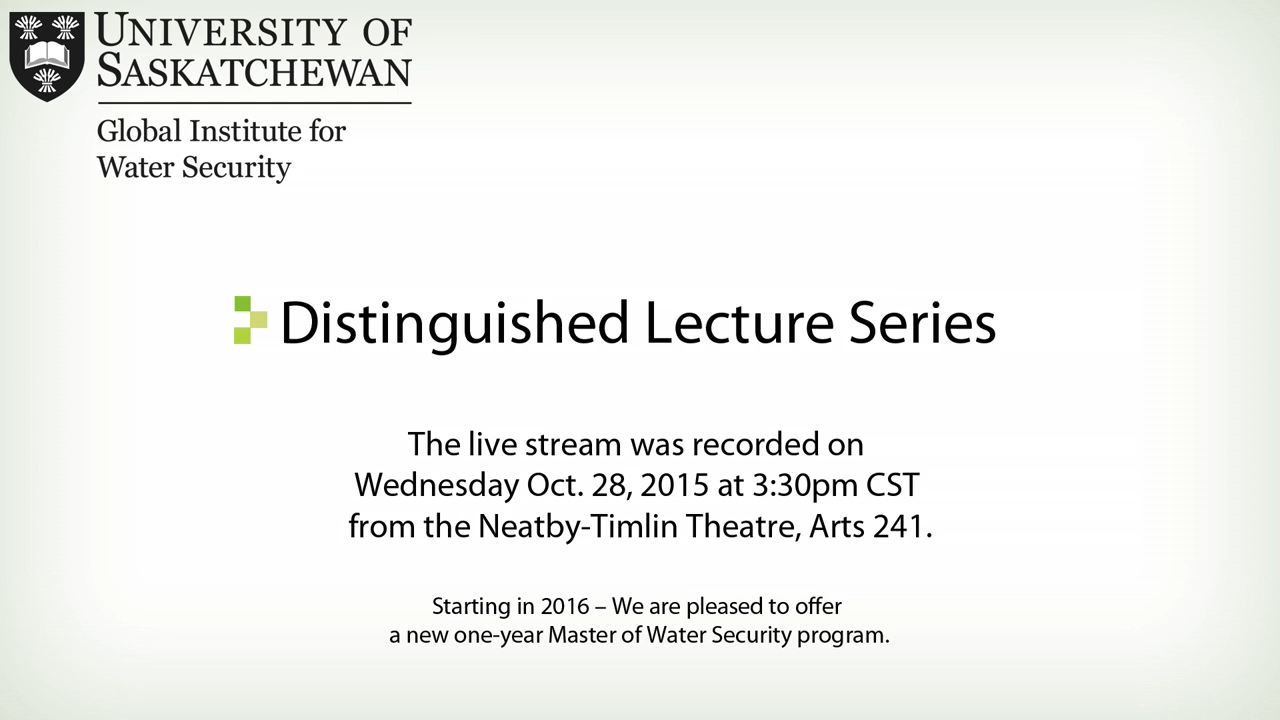 UNIVERSITY OF
SASKATCHEWAN
Global Institute for
Water Security
Distinguished Lecture Series
The live stream was recorded on
Wednesday Oct. 28, 2015 at 3:30pm CST
from the Neatby-Timlin Theatre, Arts 241.
Starting in 2016 – We are pleased to offer
a new one-year Master of Water Security program.